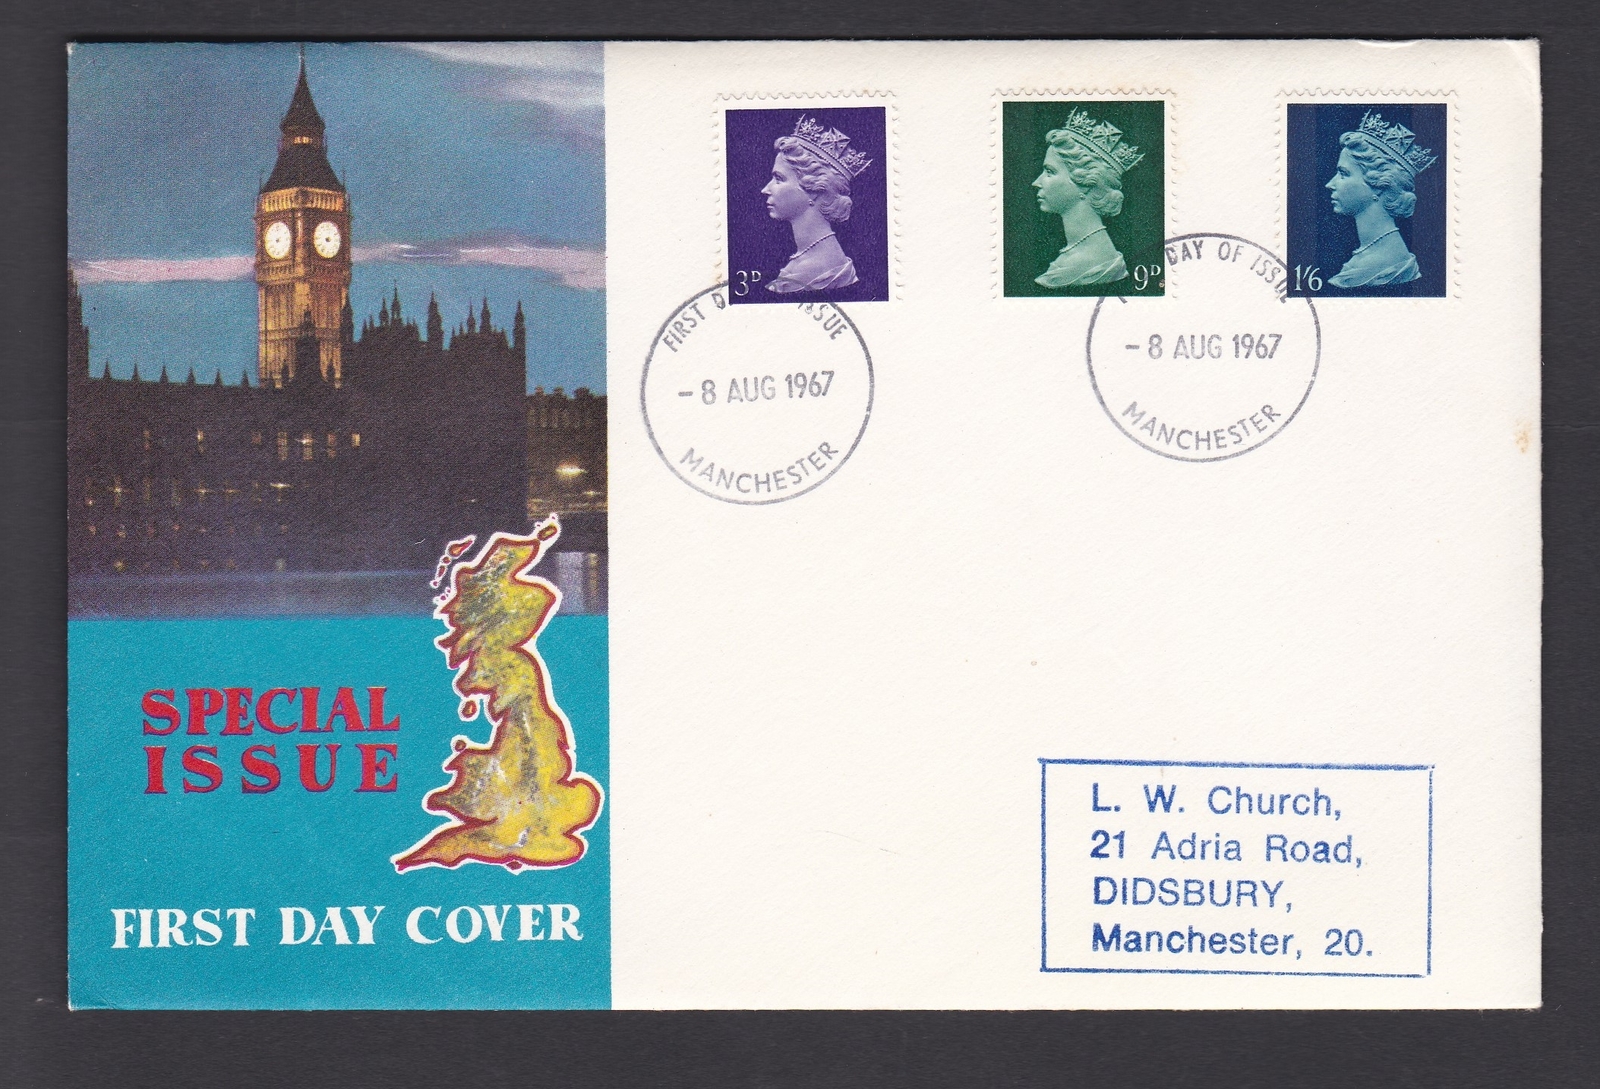 SPECIAL
ISSUE
FIRST DAY COVER
3D
9D
1/6
FIRST D ISSUE
- 8 AUG 1967
MANCHESTER
DAY OF ISSUE
- 8 AUG 1967
MANCHESTER
L. W. Church,
21 Adria Road,
DIDSBURY,
Manchester, 20.